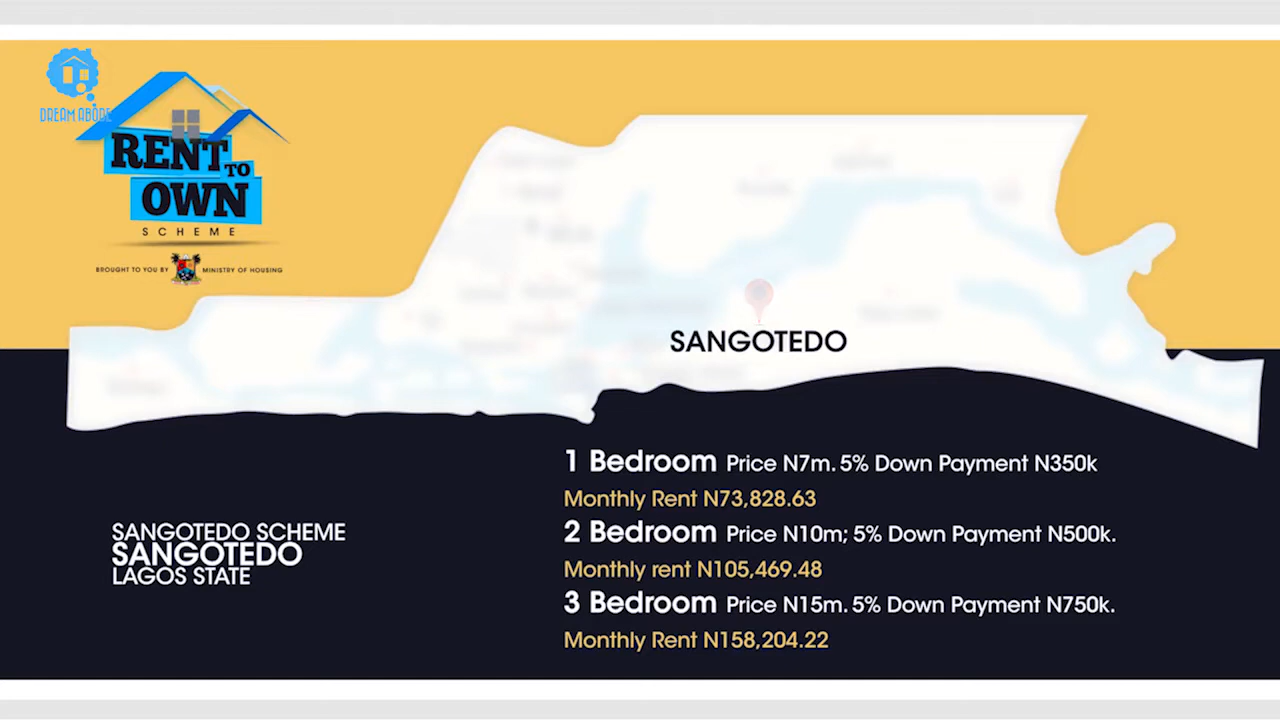 DREAM ABODE
RENT
TO
OWN
SCHEME
BROUGHT TO YOU BY MINISTRY OF HOUSING
SANGOTEDO
1 Bedroom Price N7m. 5% Down Payment N350k
Monthly Rent N73,828.63
2 Bedroom Price N10m; 5% Down Payment N500k.
Monthly rent N105,469.48
3 Bedroom Price N15m. 5% Down Payment N750k.
Monthly Rent N158,204.22
SANGOTEDO SCHEME
SANGOTEDO
LAGOS STATE